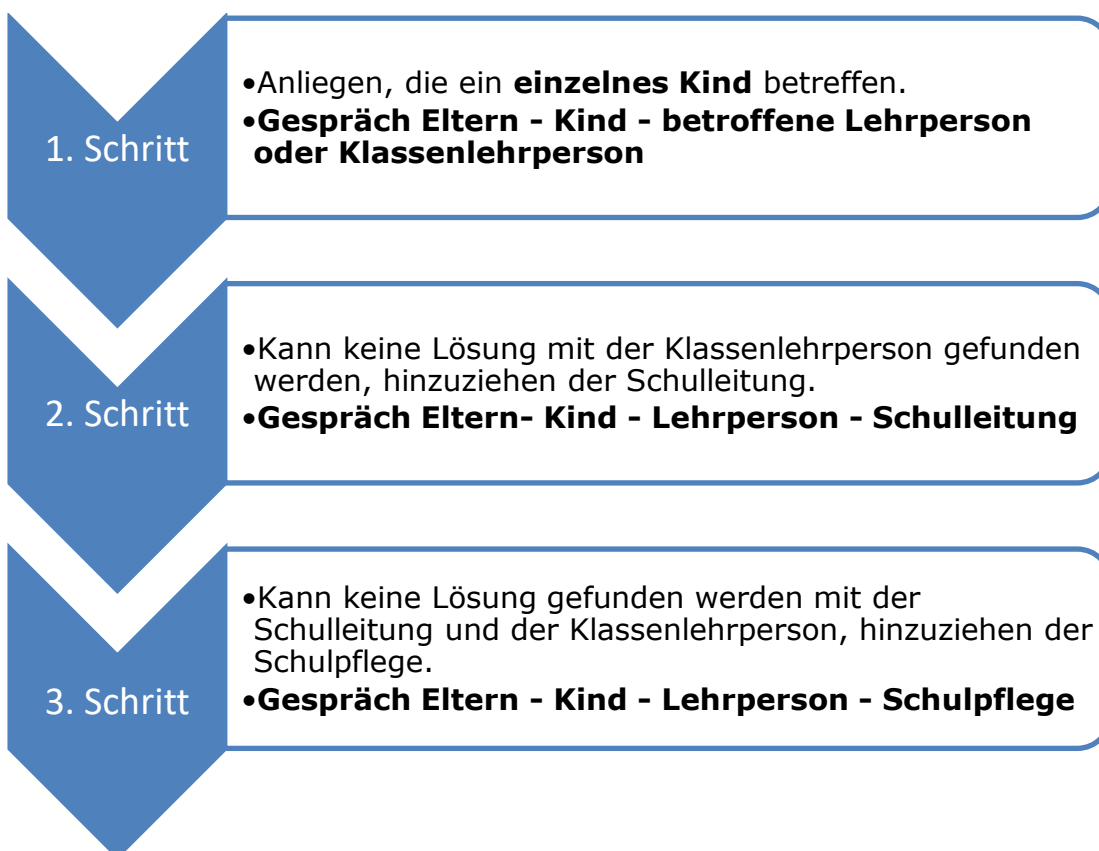 1. Schritt
•Anliegen, die ein einzelnes Kind betreffen.
•Gespräch Eltern - Kind - betroffene Lehrperson
oder Klassenlehrperson
2. Schritt
•Kann keine Lösung mit der Klassenlehrperson gefunden
werden, hinzuziehen der Schulleitung.
•Gespräch Eltern- Kind - Lehrperson - Schulleitung
3. Schritt
•Kann keine Lösung gefunden werden mit der
Schulleitung und der Klassenlehrperson, hinzuziehen der
Schulpflege.
•Gespräch Eltern - Kind - Lehrperson - Schulpflege